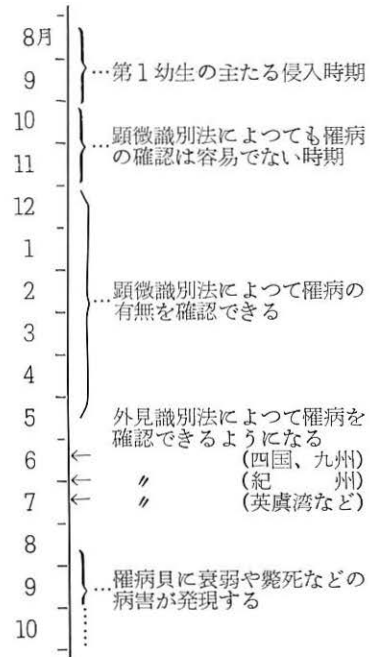 8月
…第1幼生の主たる侵入時期
9
10
…顕微識別法によつても罹病
の確認は容易でない時期
11
12
1
2
…顕微識別法によつて罹病の
有無を確認できる
3
4
5
外見識別法によつて罹病を
確認できるようになる
6
← (四国、九州)
← 〃 (紀 州)
7
← 〃 (英虞湾など)
8
9
…罹病貝に衰弱や斃死などの
病害が発現する
10